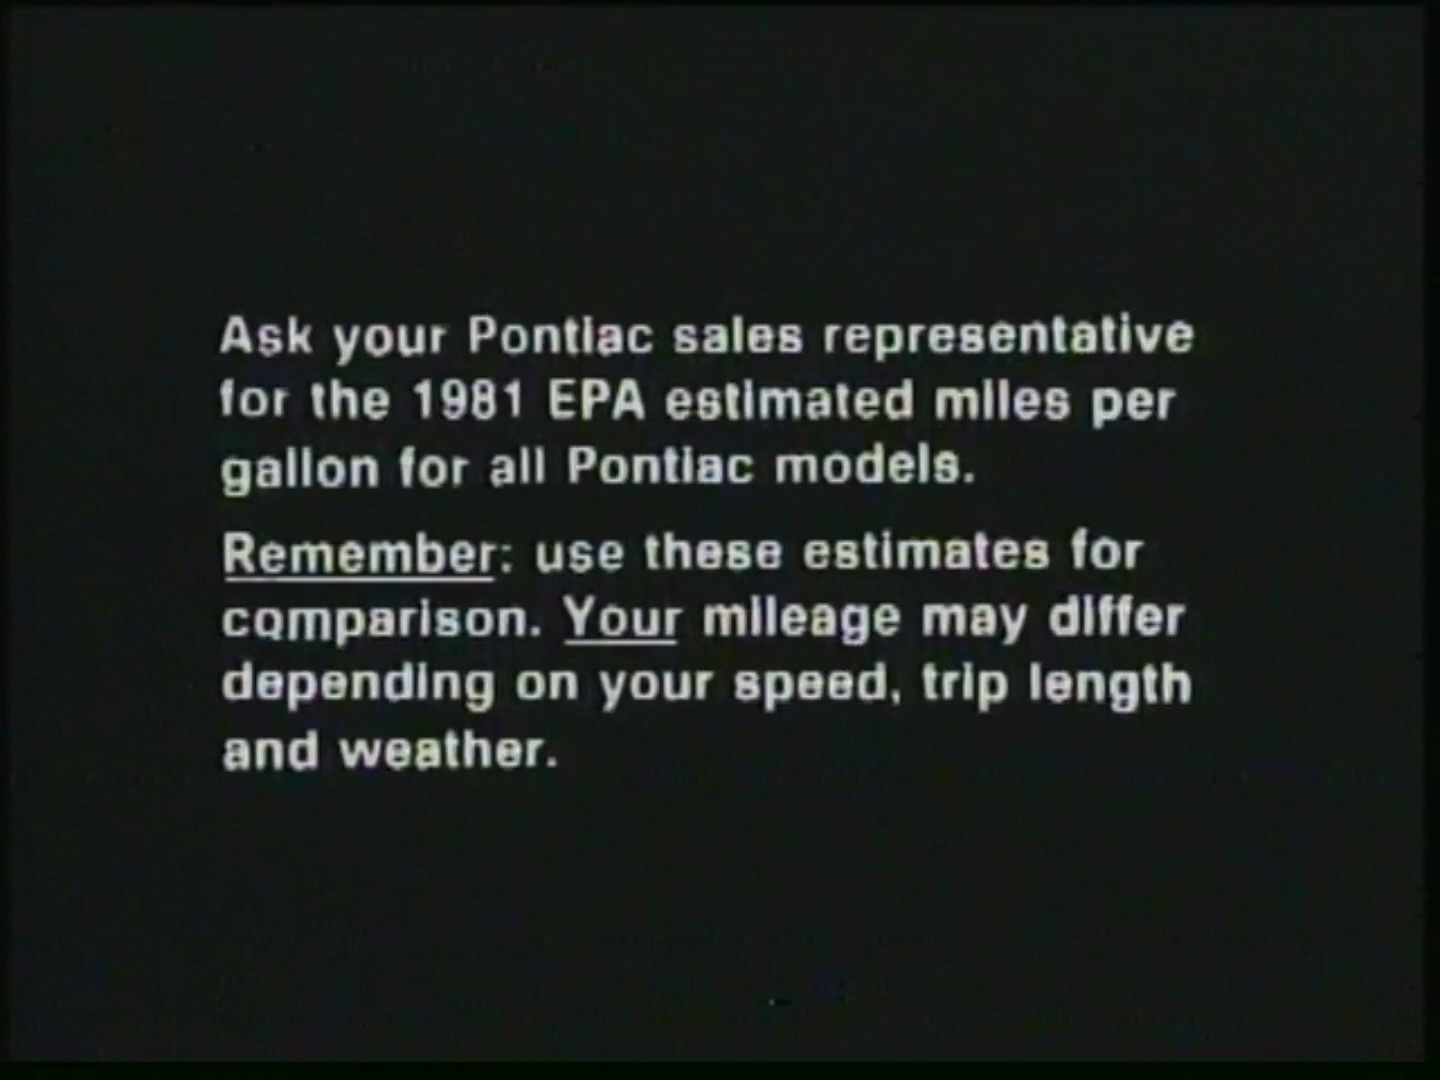 Ask your Pontiac sales representative
for the 1981 EPA estimated miles per
gallon for all Pontiac models.
Remember: use these estimates for
comparison. Your mileage may differ
depending on your speed, trip length
and weather.